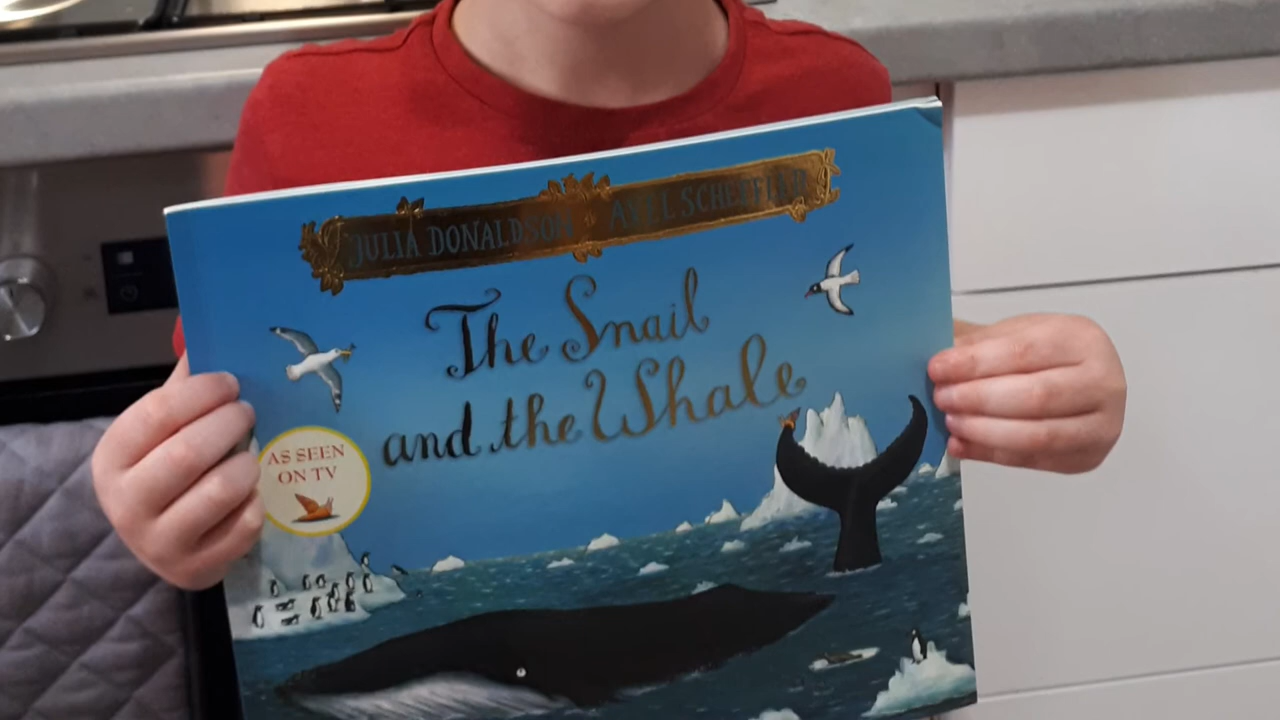 JULIA DONALDSON AXEL SCHEFFLER
The Snail
and the Whale
AS SEEN
ON TV